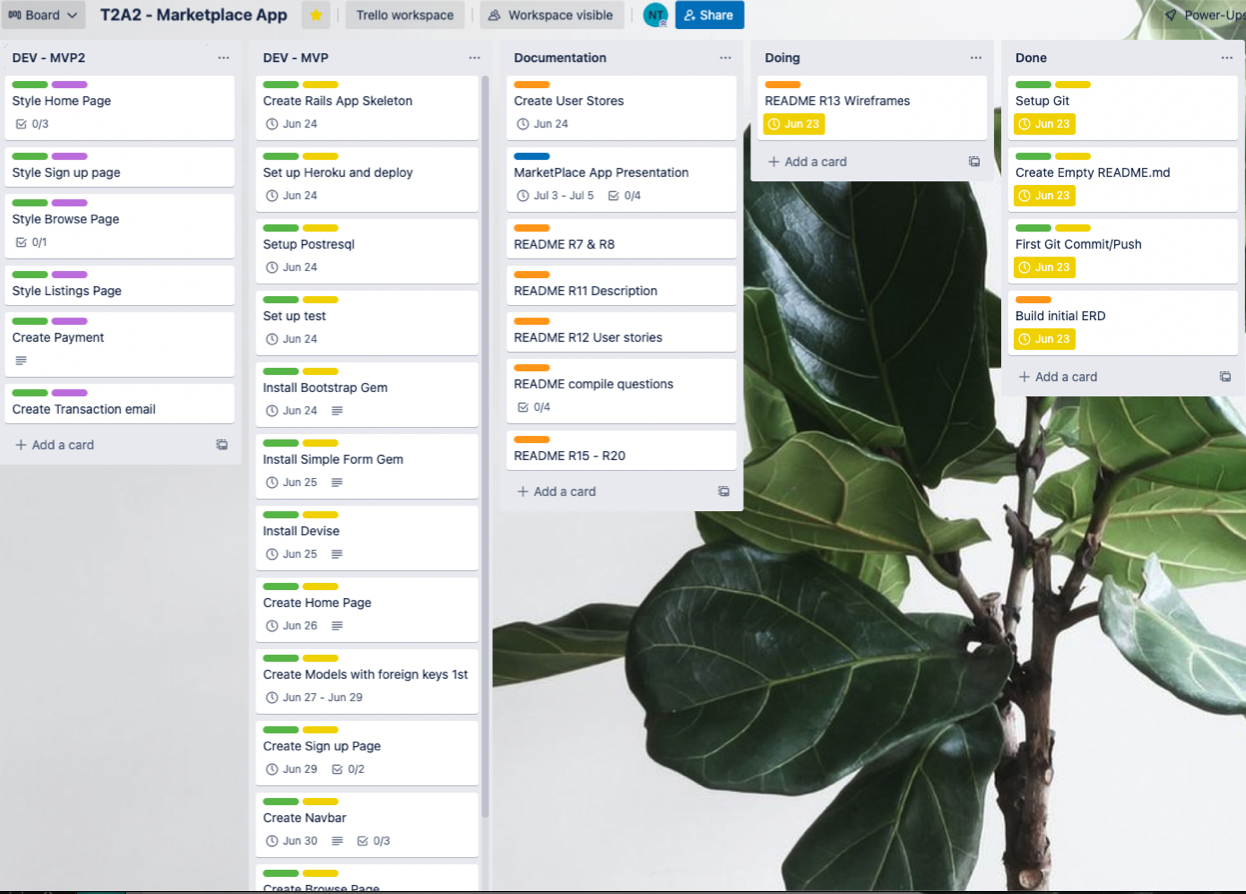 Board
T2A2 - Marketplace App
Trello workspace
Workspace visible
NT
Share
Power-Ups
DEV - MVP2
Style Home Page
0/3
Style Sign up page
Style Browse Page
0/1
Style Listings Page
Create Payment
Create Transaction email
+ Add a card
DEV - MVP
Create Rails App Skeleton
Jun 24
Set up Heroku and deploy
Jun 24
Setup Postresql
Jun 24
Set up test
Jun 24
Install Bootstrap Gem
Jun 24
Install Simple Form Gem
Jun 25
Install Devise
Jun 25
Create Home Page
Jun 26
Create Models with foreign keys 1st
Jun 27 - Jun 29
Create Sign up Page
Jun 29 0/2
Create Navbar
Jun 30 0/3
Create Browse Page
Documentation
Create User Stores
Jun 24
MarketPlace App Presentation
Jul 3 - Jul 5 0/4
README R7 & R8
README R11 Description
README R12 User stories
README compile questions
0/4
README R15 - R20
+ Add a card
Doing
README R13 Wireframes
Jun 23
+ Add a card
Done
Setup Git
Jun 23
Create Empty README.md
Jun 23
First Git Commit/Push
Jun 23
Build initial ERD
Jun 23
+ Add a card